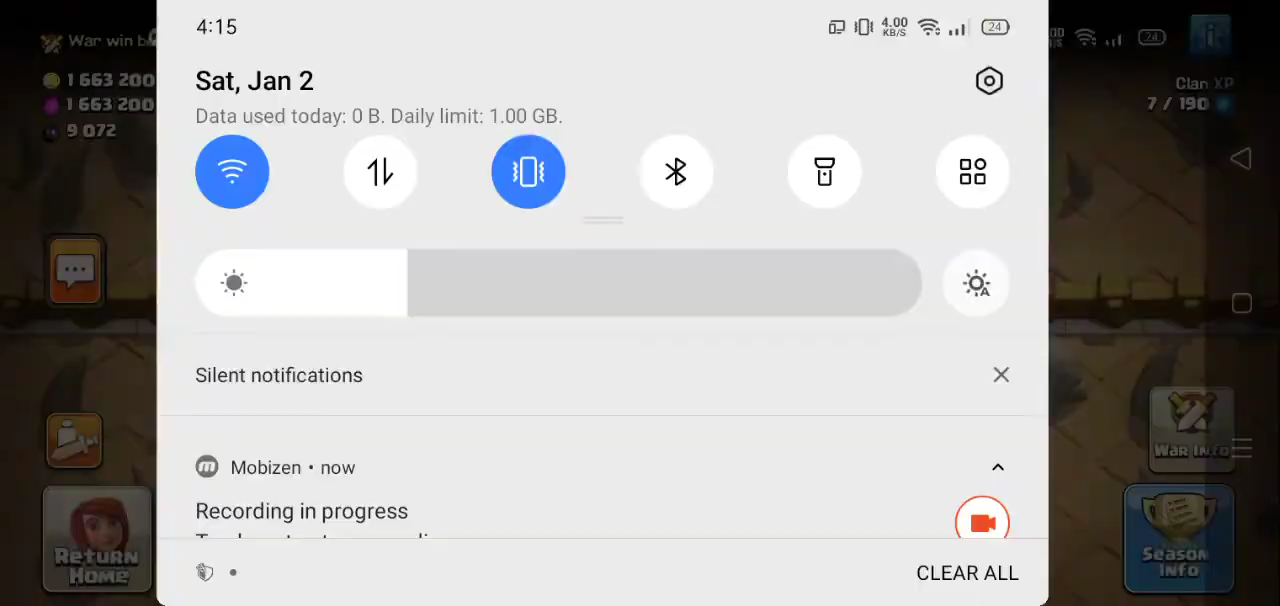 4:15
4.00
KB/S
24
War win b
1 663 200
1 663 200
9 072
Sat, Jan 2
Data used today: 0 B. Daily limit: 1.00 GB.
24
Clan XP
7 / 190
A
Silent notifications
m Mobizen • now
Recording in progress
CLEAR ALL
War Info
Return
Home
Season
Info